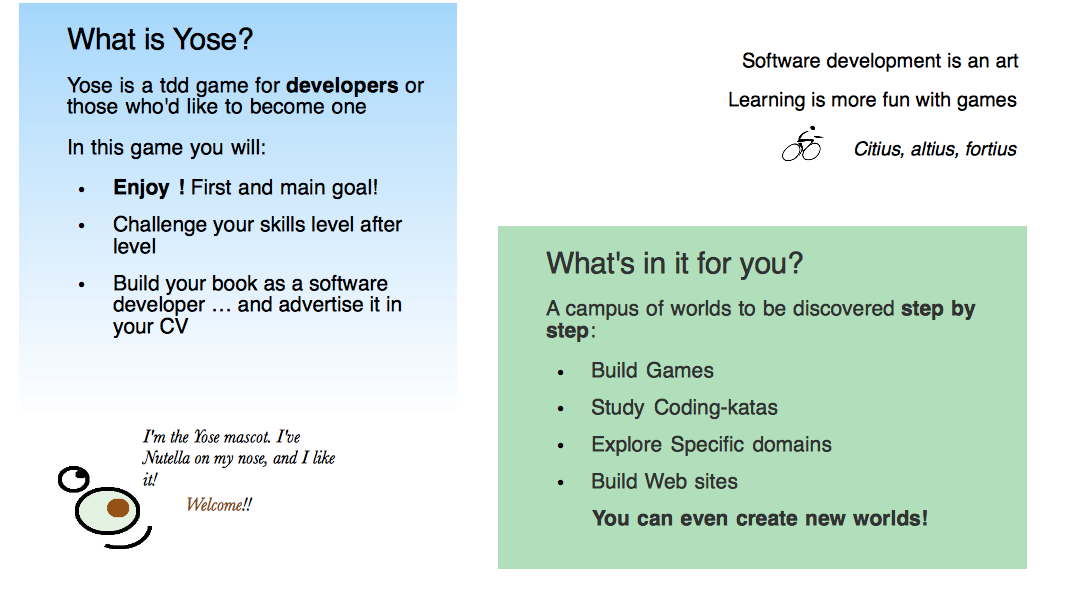 What is Yose?
Yose is a tdd game for developers or
those who'd like to become one
In this game you will:
• Enjoy ! First and main goal!
• Challenge your skills level after
level
• Build your book as a software
developer … and advertise it in
your CV
I'm the Yose mascot. I've
Nutella on my nose, and I like
it!
Welcome!!
Software development is an art
Learning is more fun with games
Citius, altius, fortius
What's in it for you?
A campus of worlds to be discovered step by
step:
• Build Games
• Study Coding-katas
• Explore Specific domains
• Build Web sites
You can even create new worlds!